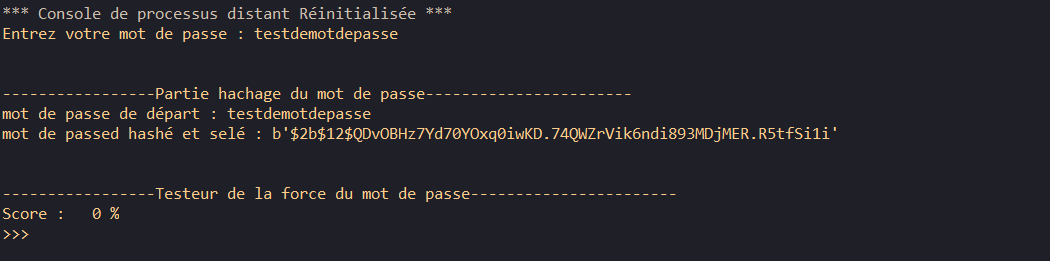 *** Console de processus distant Réinitialisée ***
Entrez votre mot de passe : testdemotdepasse
-----------------Partie hachage du mot de passe-----------------------
mot de passe de départ : testdemotdepasse
mot de passed hashé et selé : b'$2b$12$QDvOBHz7Yd70YOxq0iwKD.74QWZrVik6ndi893MDjMER.R5tfSi1i'
-----------------Testeur de la force du mot de passe-----------------------
Score :   0 %
>>>